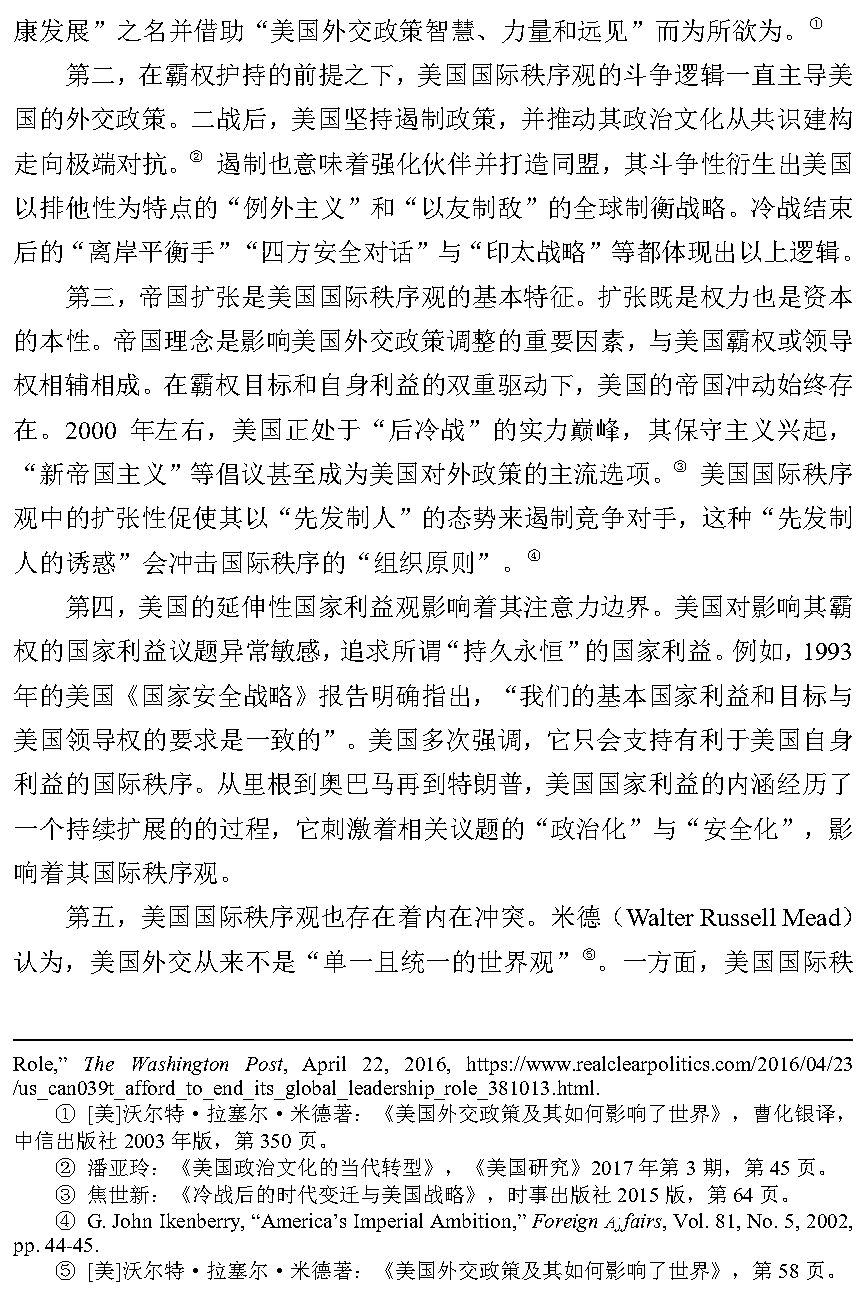 康发展”之名并借助“美国外交政策智慧、力量和远见”而为所欲为。①
第二，在霸权护持的前提之下，美国国际秩序观的斗争逻辑一直主导美
国的外交政策。二战后，美国坚持遏制政策，并推动其政治文化从共识建构
走向极端对抗。② 遏制也意味着强化伙伴并打造同盟，其斗争性衍生出美国
以排他性为特点的“例外主义”和“以友制敌”的全球制衡战略。冷战结束
后的“离岸平衡手”“四方安全对话”与“印太战略”等都体现出以上逻辑。
第三，帝国扩张是美国国际秩序观的基本特征。扩张既是权力也是资本
的本性。帝国理念是影响美国外交政策调整的重要因素，与美国霸权或领导
权相辅相成。在霸权目标和自身利益的双重驱动下，美国的帝国冲动始终存
在。2000 年左右，美国正处于“后冷战”的实力巅峰，其保守主义兴起，
“新帝国主义”等倡议甚至成为美国对外政策的主流选项。③ 美国国际秩序
观中的扩张性促使其以“先发制人”的态势来遏制竞争对手，这种“先发制
人的诱惑”会冲击国际秩序的“组织原则”。④
第四，美国的延伸性国家利益观影响着其注意力边界。美国对影响其霸
权的国家利益议题异常敏感，追求所谓“持久永恒”的国家利益。例如，1993
年的美国《国家安全战略》报告明确指出，“我们的基本国家利益和目标与
美国领导权的要求是一致的”。美国多次强调，它只会支持有利于美国自身
利益的国际秩序。从里根到奥巴马再到特朗普，美国国家利益的内涵经历了
一个持续扩展的的过程，它刺激着相关议题的“政治化”与“安全化”，影
响着其国际秩序观。
第五，美国国际秩序观也存在着内在冲突。米德（Walter Russell Mead）
认为，美国外交从来不是“单一且统一的世界观”⑤。一方面，美国国际秩
Role,” The Washington Post, April 22, 2016, https://www.realclearpolitics.com/2016/04/23
/us_can039t_afford_to_end_its_global_leadership_role_381013.html.
① [美]沃尔特·拉塞尔·米德著：《美国外交政策及其如何影响了世界》，曹化银译，
中信出版社 2003 年版，第 350 页。
② 潘亚玲：《美国政治文化的当代转型》，《美国研究》2017 年第 3 期，第 45 页。
③ 焦世新：《冷战后的时代变迁与美国战略》，时事出版社 2015 版，第 64 页。
④ G. John Ikenberry, “America’s Imperial Ambition,” Foreign Affairs, Vol. 81, No. 5, 2002,
pp. 44-45.
⑤ [美]沃尔特·拉塞尔·米德著：《美国外交政策及其如何影响了世界》，第 58 页。